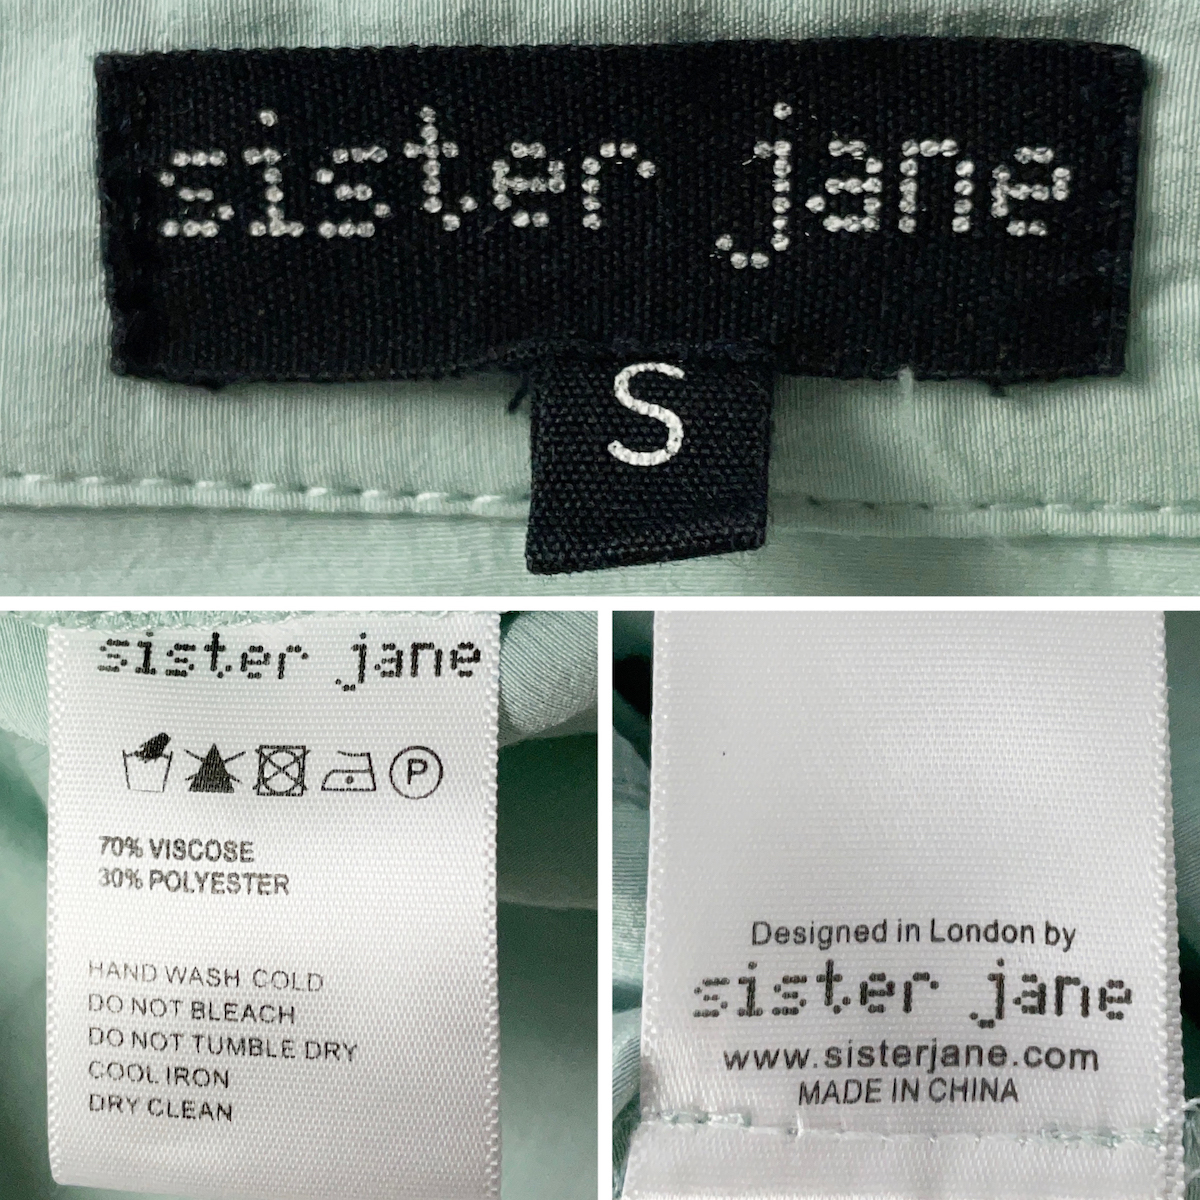 sister jane
S
sister jane
P
70% VISCOSE
30% POLYESTER
HAND WASH COLD
DO NOT BLEACH
DO NOT TUMBLE DRY
COOL IRON
DRY CLEAN
Designed in London by
sister jane
www.sisterjane.com
MADE IN CHINA